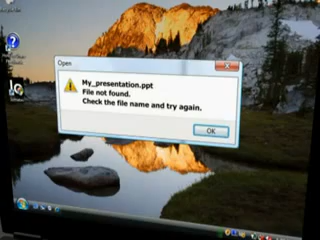 Open
My_presentation.ppt
File not found.
Check the file name and try again.
OK